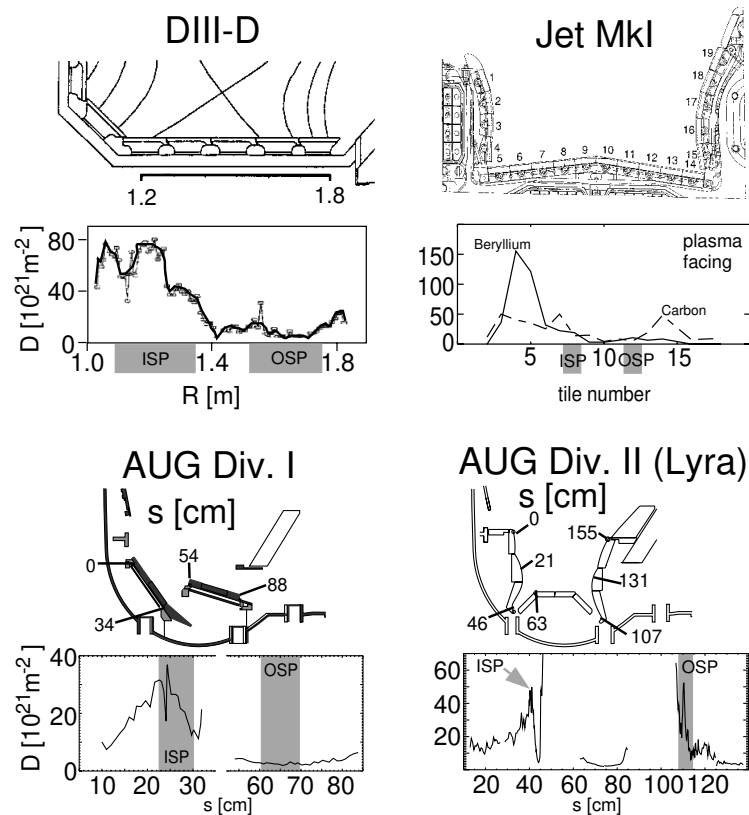 DIII-D
1.2
1.8
80
40
0
D [10²¹m⁻²]
ISP
OSP
1.0
1.2
1.4
1.6
1.8
R [m]
Jet MkI
1
2
3
4
5
6
7
8
9
10
11
12
13
14
15
16
17
18
19
150
100
50
0
Beryllium
plasma
facing
Carbon
5
ISP
10
OSP
15
tile number
AUG Div. I
s [cm]
0
54
88
34
40
20
0
D [10²¹m⁻²]
ISP
OSP
10
20
30
60
70
80
s [cm]
AUG Div. II (Lyra)
s [cm]
0
155
21
131
46
63
107
60
40
20
ISP
OSP
20
40
60
80
100
120
s [cm]